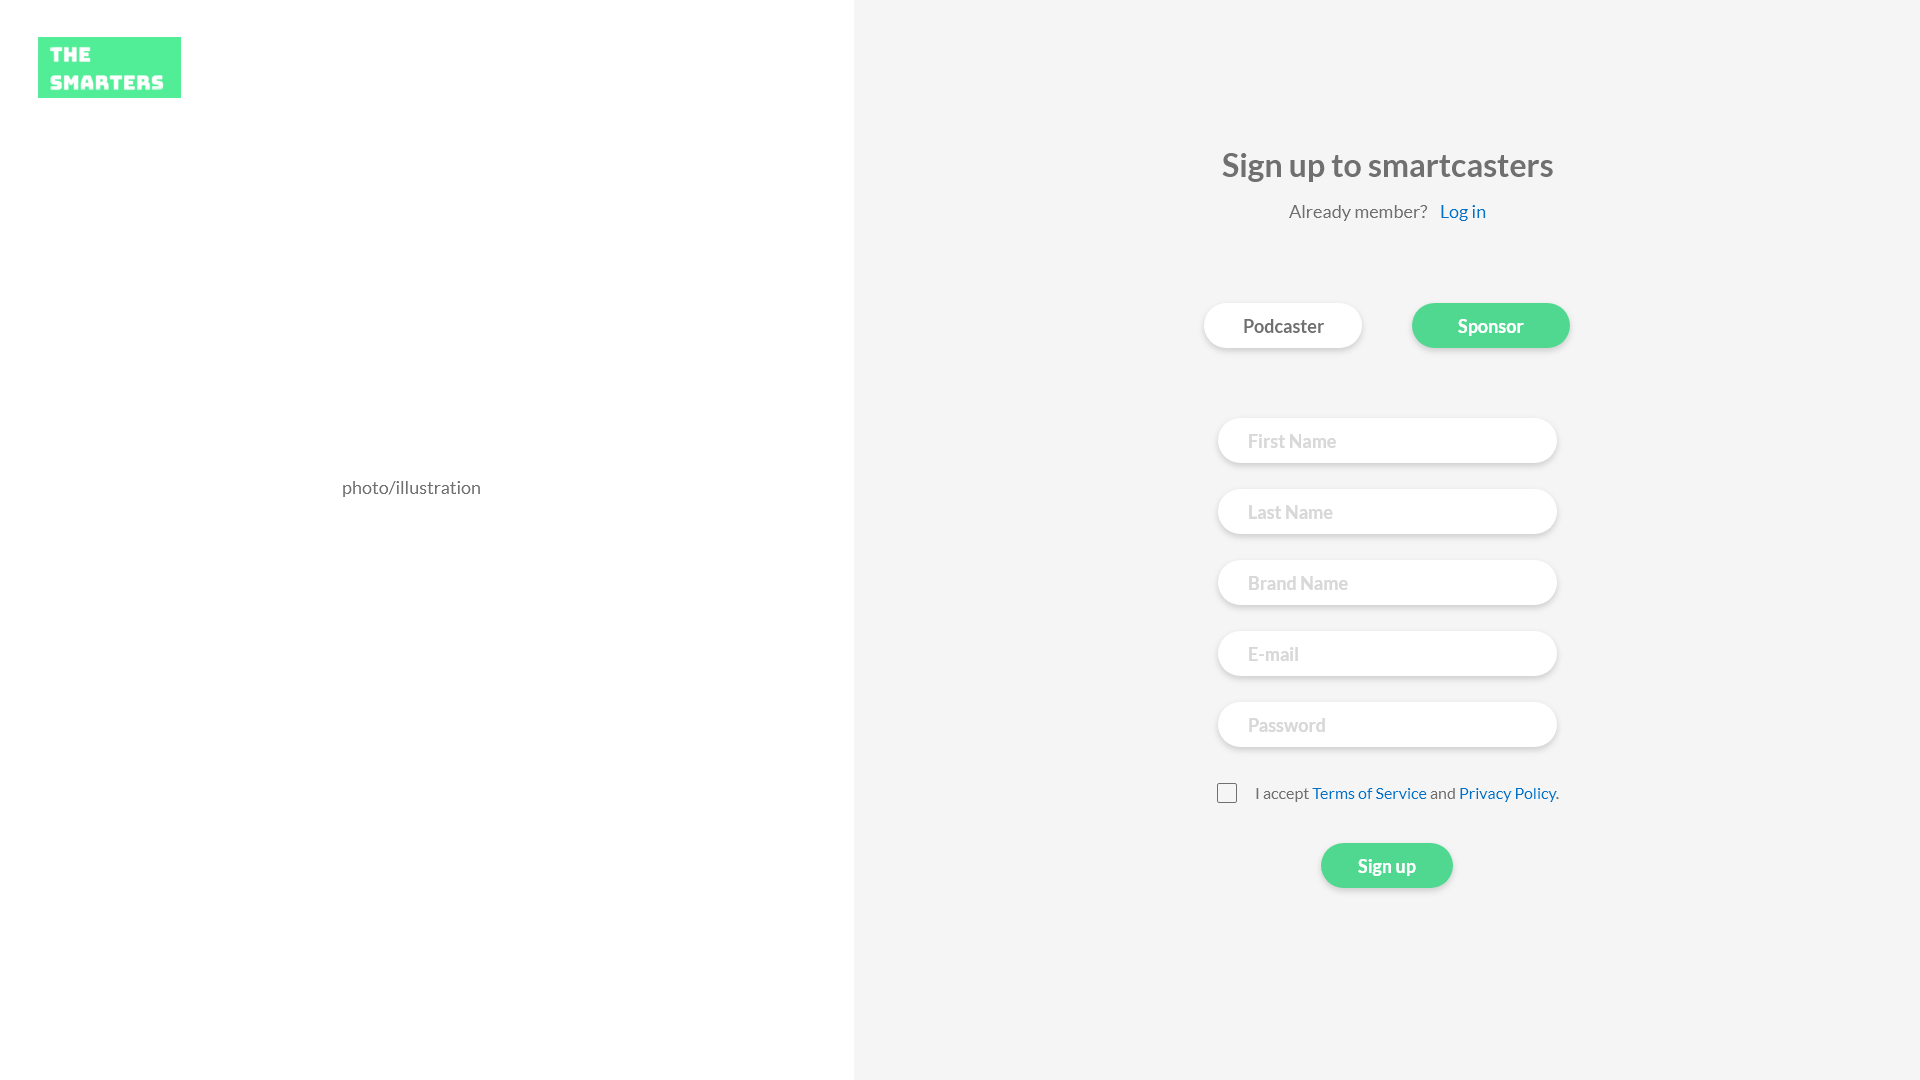 THE
SMARTERS
photo/illustration
Sign up to smartcasters
Already member? Log in
Podcaster
Sponsor
First Name
Last Name
Brand Name
E-mail
Password
I accept Terms of Service and Privacy Policy.
Sign up